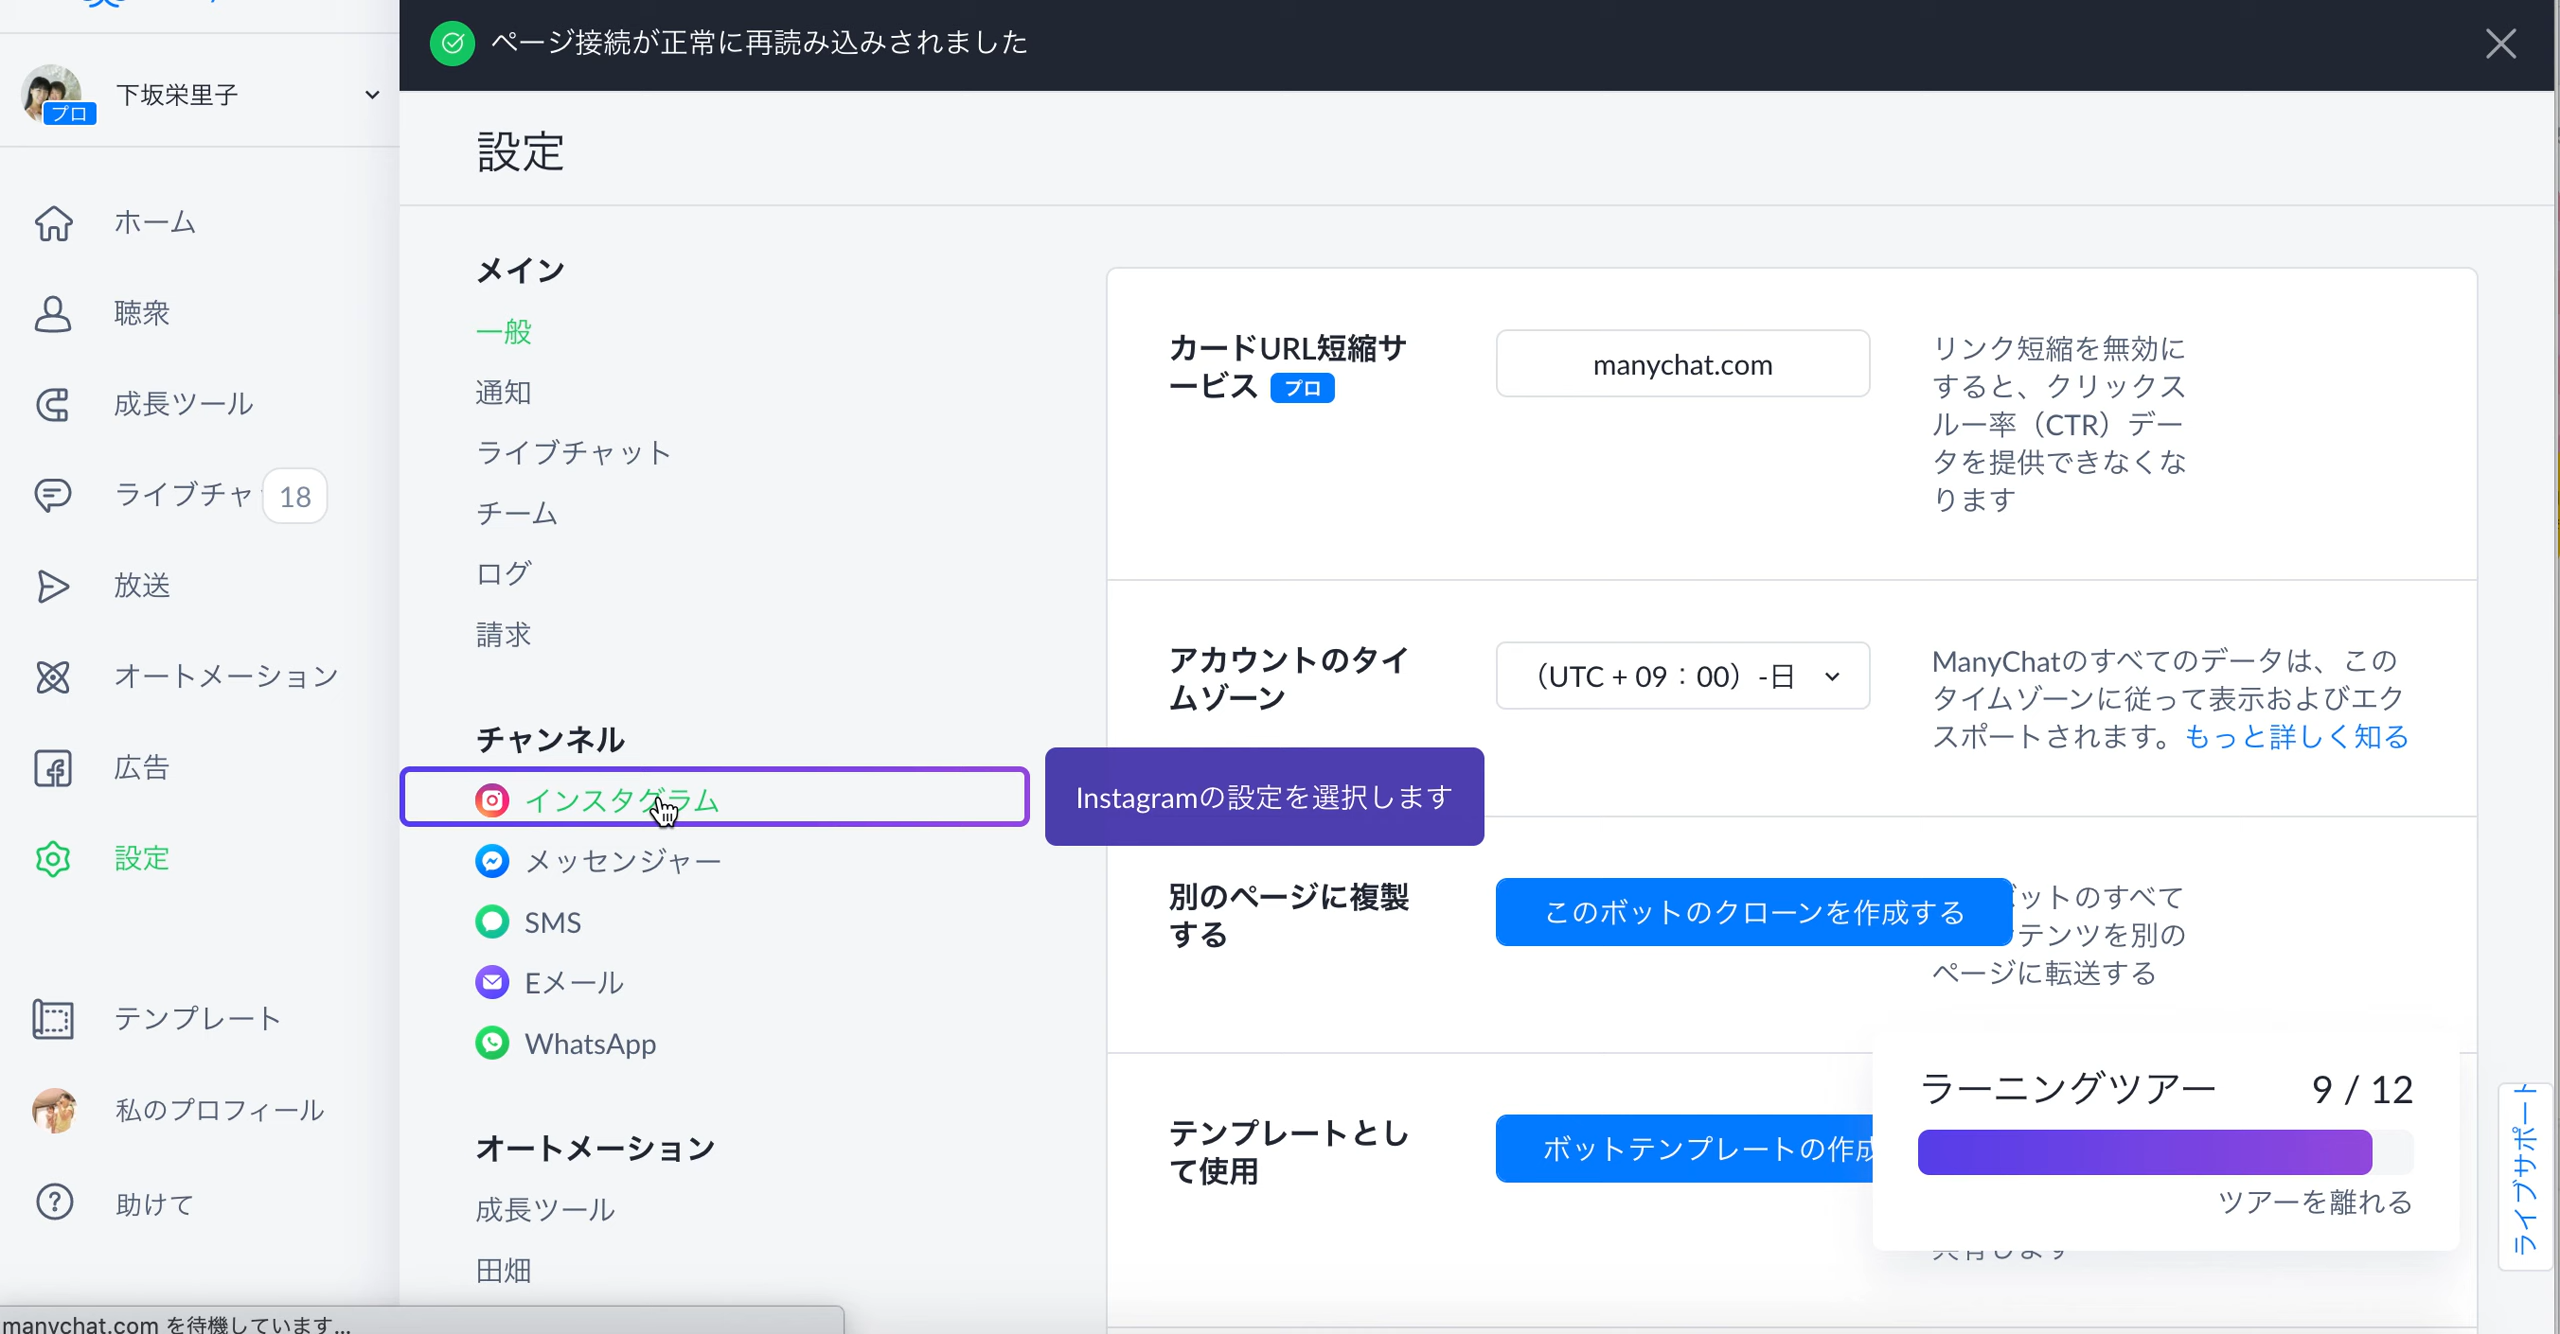 ページ接続が正常に再読み込みされました
下坂栄里子
プロ
ホーム
聴衆
成長ツール
ライブチャ
18
放送
オートメーション
広告
設定
テンプレート
私のプロフィール
助けて
manychat.com を待機しています...
設定
メイン
一般
通知
ライブチャット
チーム
ログ
請求
チャンネル
インスタグラム
メッセンジャー
SMS
Eメール
WhatsApp
オートメーション
成長ツール
田畑
Instagramの設定を選択します
カードURL短縮サ
ービス プロ
manychat.com
リンク短縮を無効に
すると、クリックス
ルー率（CTR）デー
タを提供できなくな
ります
アカウントのタイ
ムゾーン
（UTC + 09：00）-日
ManyChatのすべてのデータは、この
タイムゾーンに従って表示およびエク
スポートされます。もっと詳しく知る
別のページに複製
する
このボットのクローンを作成する
ットのすべて
テンツを別の
ページに転送する
テンプレートとし
て使用
ボットテンプレートの作成
共有します
ラーニングツアー 9 / 12
ツアーを離れる
ライブサポート